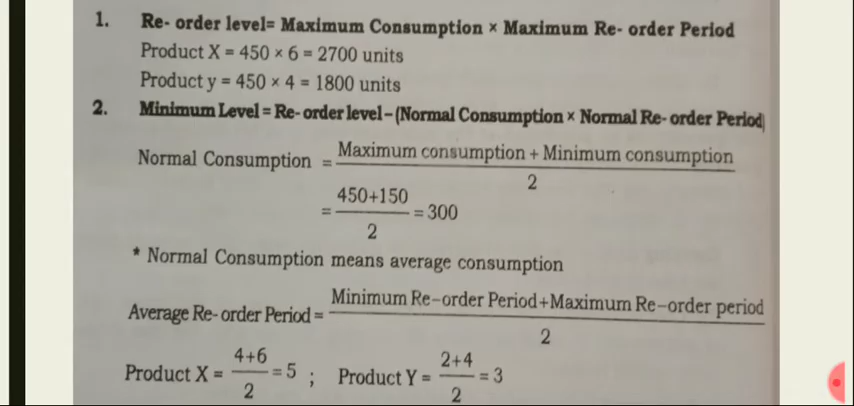 1. Re- order level= Maximum Consumption × Maximum Re- order Period
Product X = 450 × 6 = 2700 units
Product y = 450 × 4 = 1800 units
2. Minimum Level = Re- order level – (Normal Consumption × Normal Re- order Period)
Normal Consumption = Maximum consumption + Minimum consumption / 2
= 450+150 / 2 = 300
* Normal Consumption means average consumption
Average Re- order Period = Minimum Re–order Period+Maximum Re–order period / 2
Product X = 4+6 / 2 = 5 ; Product Y = 2+4 / 2 = 3